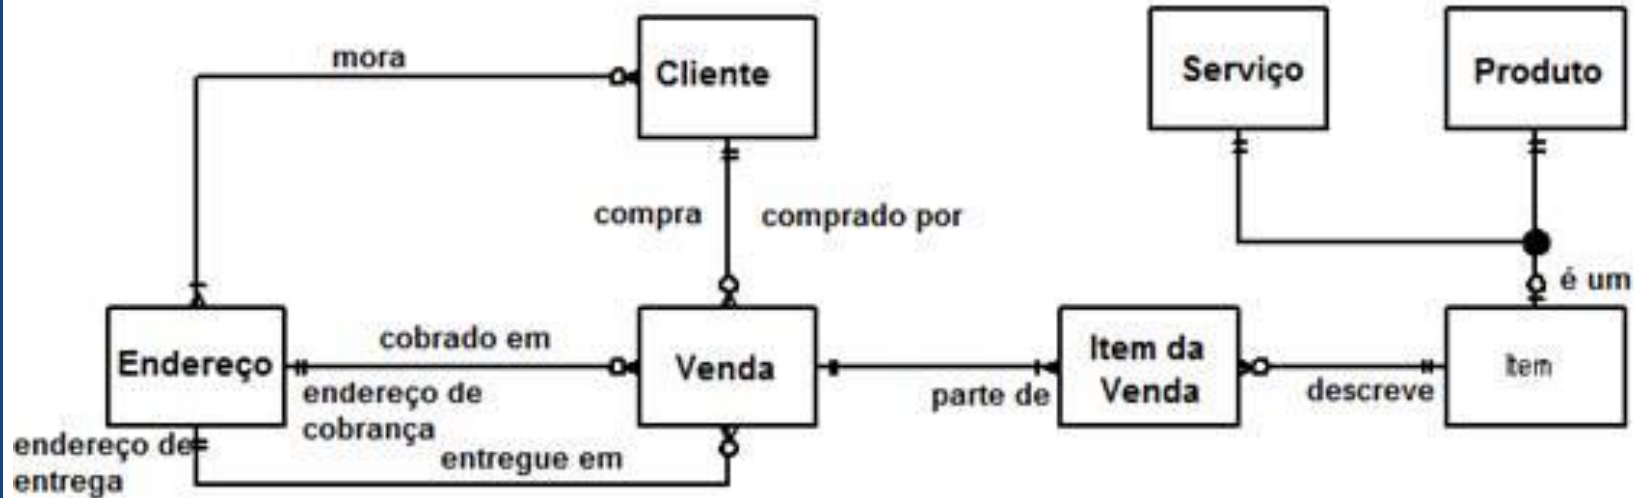 mora
Cliente
Serviço
Produto
compra
comprado por
é um
Endereço
cobrado em
endereço de
cobrança
Venda
parte de
Item da
Venda
descreve
Item
endereço de
entrega
entregue em